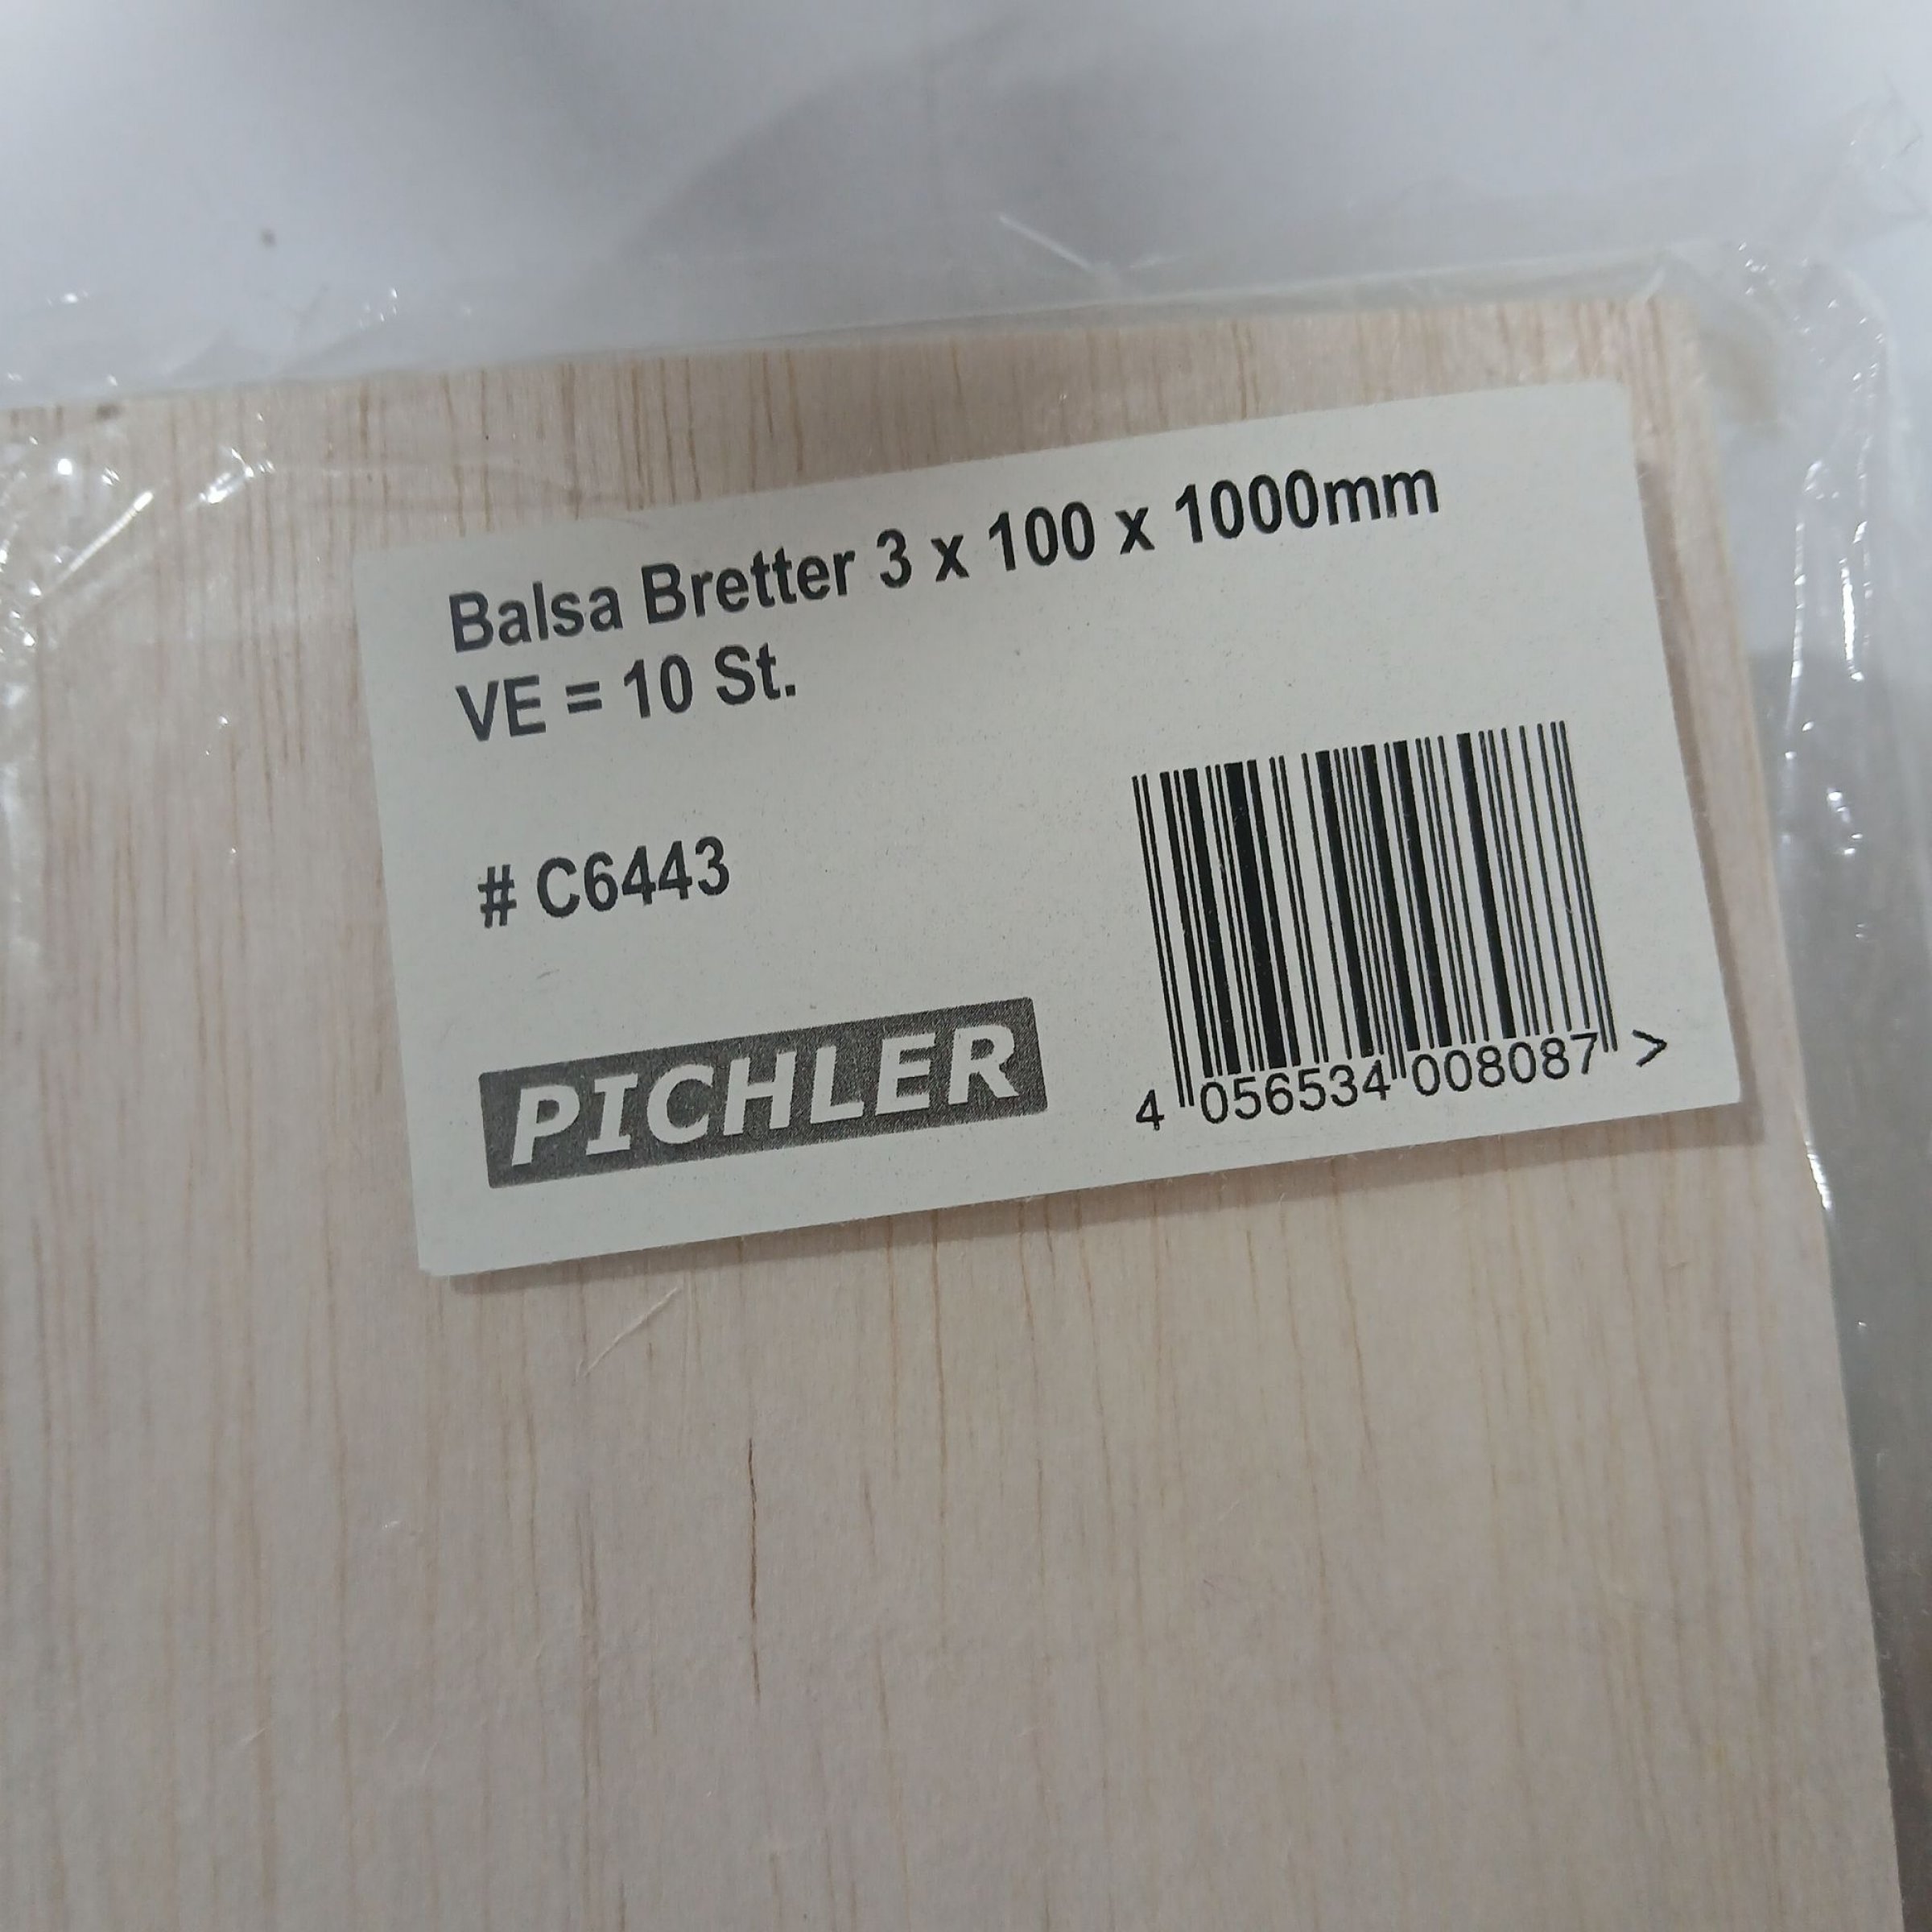 Balsa Bretter 3 x 100 x 1000mm
VE = 10 St.
# C6443
PICHLER
4 056534 008087 >